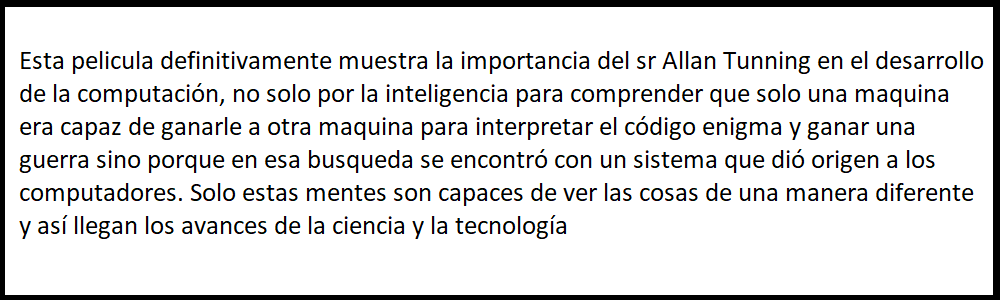 Esta pelicula definitivamente muestra la importancia del sr Allan Tunning en el desarrollo
de la computación, no solo por la inteligencia para comprender que solo una maquina
era capaz de ganarle a otra maquina para interpretar el código enigma y ganar una
guerra sino porque en esa busqueda se encontró con un sistema que dió origen a los
computadores. Solo estas mentes son capaces de ver las cosas de una manera diferente
y así llegan los avances de la ciencia y la tecnología